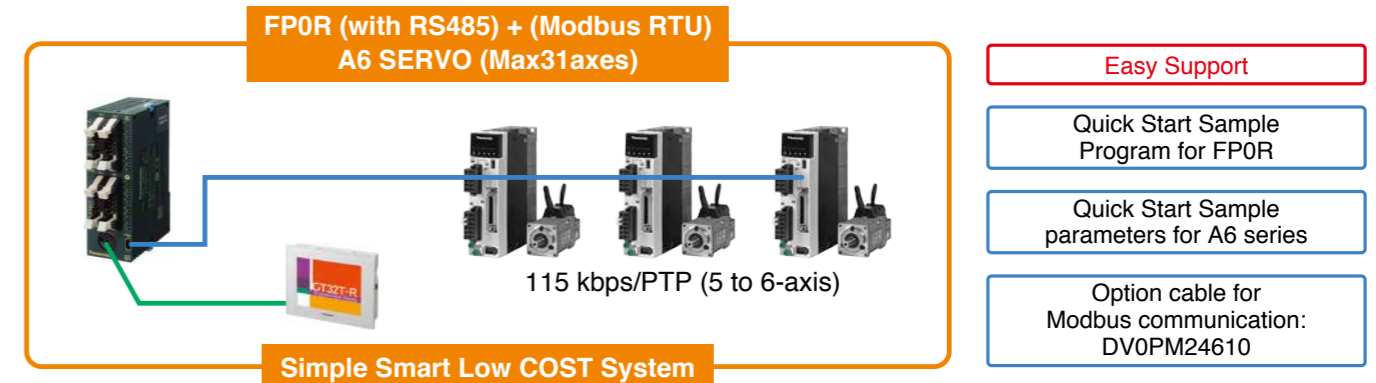 FP0R (with RS485) + (Modbus RTU)
A6 SERVO (Max31axes)
GT32T-R
115 kbps/PTP (5 to 6-axis)
Simple Smart Low COST System
Easy Support
Quick Start Sample
Program for FP0R
Quick Start Sample
parameters for A6 series
Option cable for
Modbus communication:
DV0PM24610